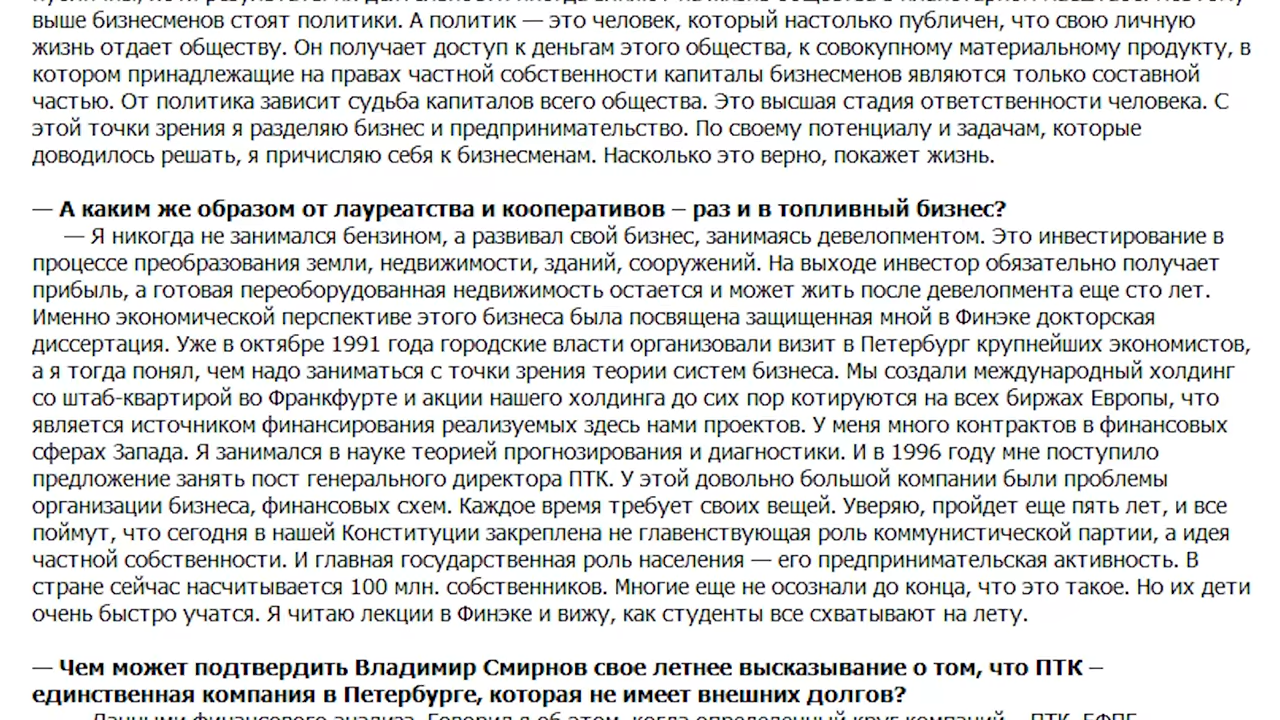 выше бизнесменов стоят политики. А политик — это человек, который настолько публичен, что свою личную
жизнь отдает обществу. Он получает доступ к деньгам этого общества, к совокупному материальному продукту, в
котором принадлежащие на правах частной собственности капиталы бизнесменов являются только составной
частью. От политика зависит судьба капиталов всего общества. Это высшая стадия ответственности человека. С
этой точки зрения я разделяю бизнес и предпринимательство. По своему потенциалу и задачам, которые
доводилось решать, я причисляю себя к бизнесменам. Насколько это верно, покажет жизнь.
— А каким же образом от лауреатства и кооперативов – раз и в топливный бизнес?
— Я никогда не занимался бензином, а развивал свой бизнес, занимаясь девелопментом. Это инвестирование в
процессе преобразования земли, недвижимости, зданий, сооружений. На выходе инвестор обязательно получает
прибыль, а готовая переоборудованная недвижимость остается и может жить после девелопмента еще сто лет.
Именно экономической перспективе этого бизнеса была посвящена защищенная мной в Финэке докторская
диссертация. Уже в октябре 1991 года городские власти организовали визит в Петербург крупнейших экономистов,
а я тогда понял, чем надо заниматься с точки зрения теории систем бизнеса. Мы создали международный холдинг
со штаб-квартирой во Франкфурте и акции нашего холдинга до сих пор котируются на всех биржах Европы, что
является источником финансирования реализуемых здесь нами проектов. У меня много контрактов в финансовых
сферах Запада. Я занимался в науке теорией прогнозирования и диагностики. И в 1996 году мне поступило
предложение занять пост генерального директора ПТК. У этой довольно большой компании были проблемы
организации бизнеса, финансовых схем. Каждое время требует своих вещей. Уверяю, пройдет еще пять лет, и все
поймут, что сегодня в нашей Конституции закреплена не главенствующая роль коммунистической партии, а идея
частной собственности. И главная государственная роль населения — его предпринимательская активность. В
стране сейчас насчитывается 100 млн. собственников. Многие еще не осознали до конца, что это такое. Но их дети
очень быстро учатся. Я читаю лекции в Финэке и вижу, как студенты все схватывают на лету.
— Чем может подтвердить Владимир Смирнов свое летнее высказывание о том, что ПТК –
единственная компания в Петербурге, которая не имеет внешних долгов?
Данными финансового анализа. Говорил я об этом, когда определенный круг компаний – ПТК, БФПГ